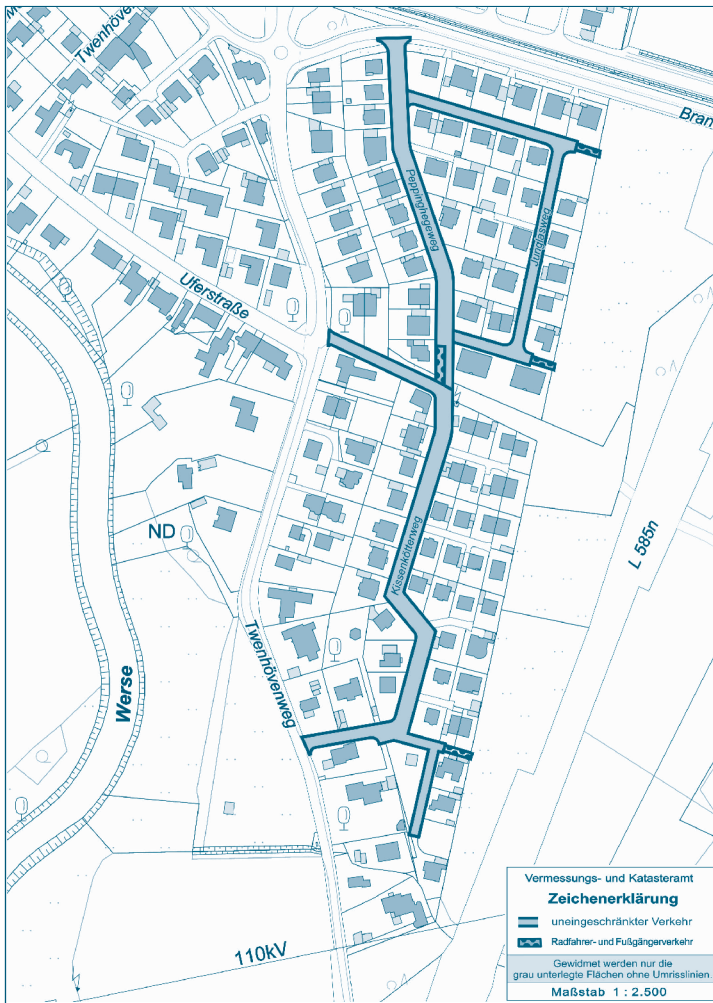 Twenhöve
Bran
Peppinghegeweg
Junglasweg
Uferstraße
ND
Kissenkötterweg
L 585n
Twenhövenweg
Werse
110kV
Vermessungs- und Katasteramt
Zeichenerklärung
uneingeschränkter Verkehr
Radfahrer- und Fußgängerverkehr
Gewidmet werden nur die
grau unterlegte Flächen ohne Umrisslinien.
Maßstab 1 : 2.500